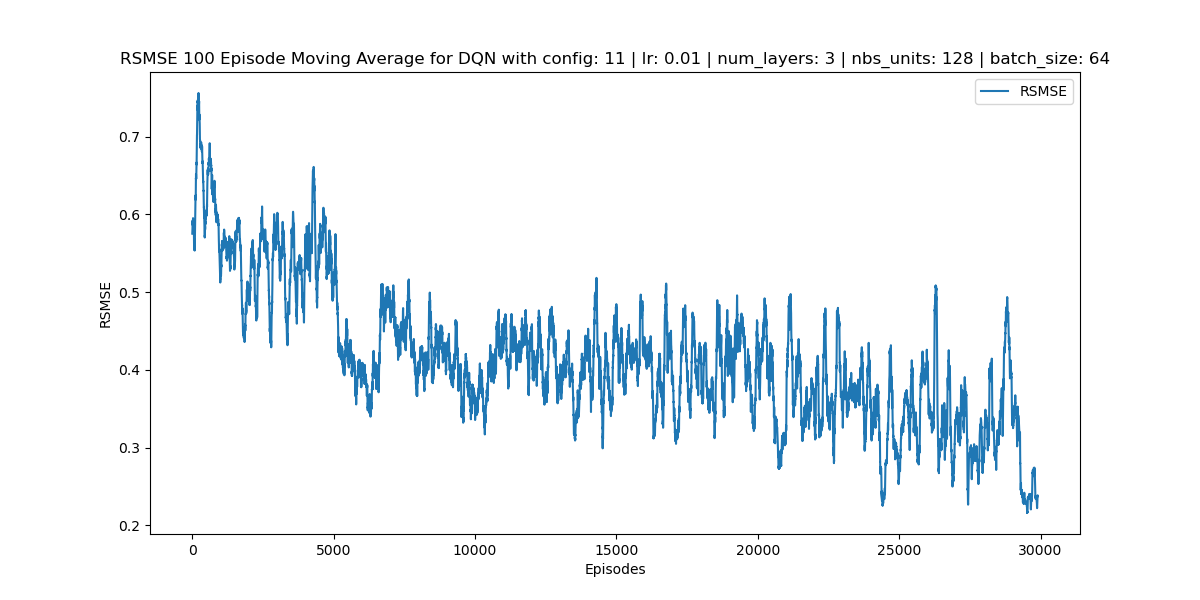 RSMSE 100 Episode Moving Average for DQN with config: 11 | lr: 0.01 | num_layers: 3 | nbs_units: 128 | batch_size: 64
RSMSE
0.7
0.6
0.5
0.4
0.3
0.2
RSMSE
0 5000 10000 15000 20000 25000 30000
Episodes